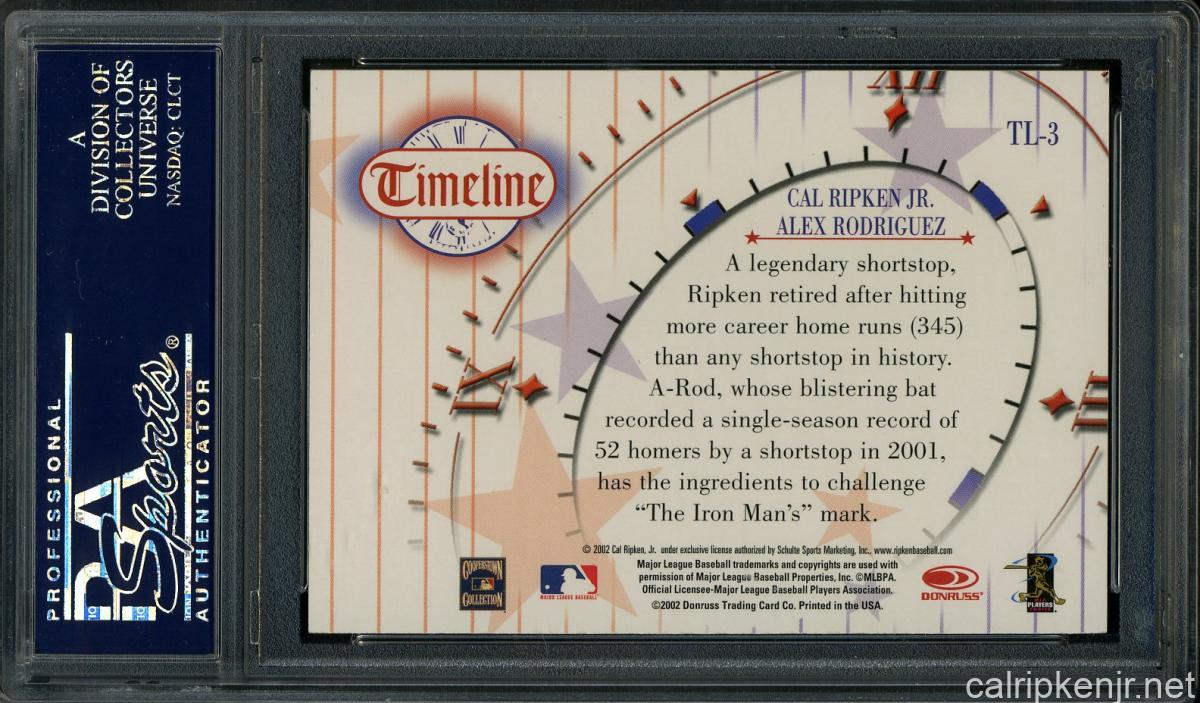 A
DIVISION OF
COLLECTORS
UNIVERSE
NASDAQ: CLCT
PROFESSIONAL
PSA
Sports®
AUTHENTICATOR
Timeline
XII
IX
III
TL-3
CAL RIPKEN JR.
ALEX RODRIGUEZ
A legendary shortstop,
Ripken retired after hitting
more career home runs (345)
than any shortstop in history.
A-Rod, whose blistering bat
recorded a single-season record of
52 homers by a shortstop in 2001,
has the ingredients to challenge
“The Iron Man’s” mark.
© 2002 Cal Ripken, Jr. under exclusive license authorized by Schulte Sports Marketing, Inc., www.ripkenbaseball.com
Major League Baseball trademarks and copyrights are used with
permission of Major League Baseball Properties, Inc. ©MLBPA.
Official Licensee-Major League Baseball Players Association.
©2002 Donruss Trading Card Co. Printed in the USA.
COOPERSTOWN
COLLECTION
MAJOR LEAGUE BASEBALL
DONRUSS
PLAYERS
CHOICE
calripkenjr.net